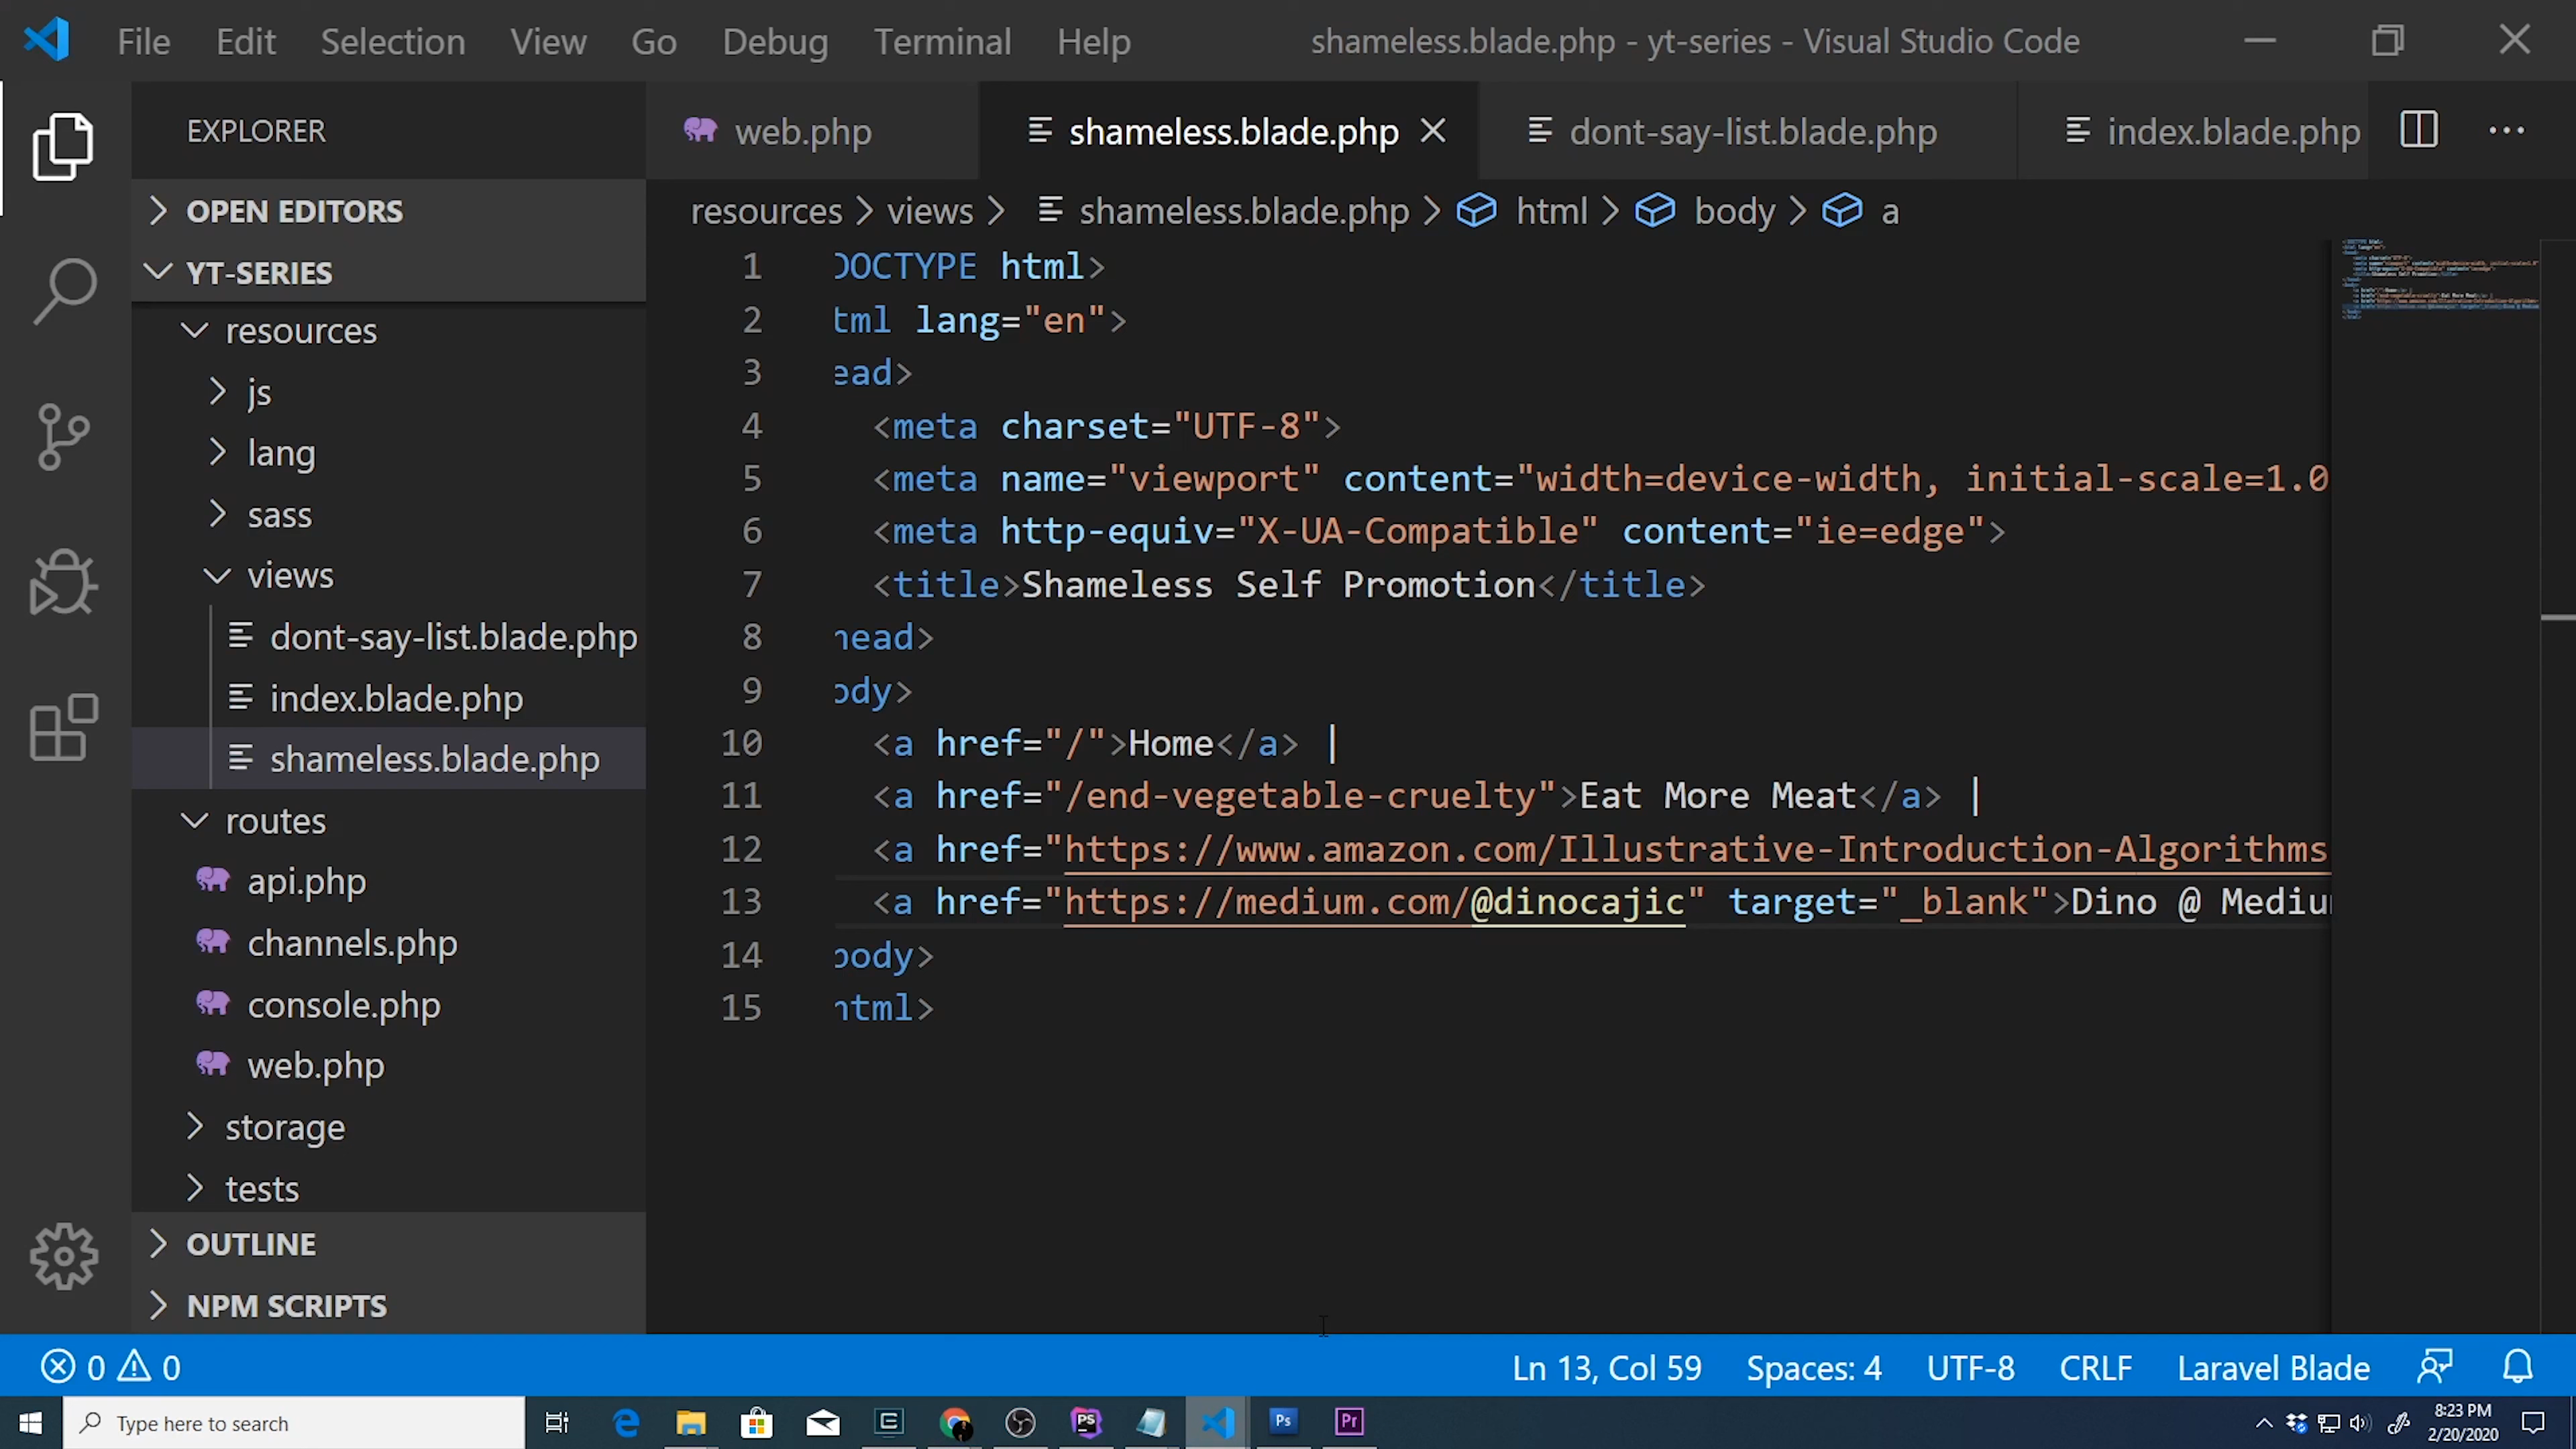 File Edit Selection View Go Debug Terminal Help shameless.blade.php - yt-series - Visual Studio Code
EXPLORER
OPEN EDITORS
YT-SERIES
resources
js
lang
sass
views
dont-say-list.blade.php
index.blade.php
shameless.blade.php
routes
api.php
channels.php
console.php
web.php
storage
tests
OUTLINE
NPM SCRIPTS
web.php shameless.blade.php dont-say-list.blade.php index.blade.php
resources > views > shameless.blade.php > html > body > a
1 DOCTYPE html>
2 tml lang="en">
3 ead>
4 <meta charset="UTF-8">
5 <meta name="viewport" content="width=device-width, initial-scale=1.0
6 <meta http-equiv="X-UA-Compatible" content="ie=edge">
7 <title>Shameless Self Promotion</title>
8 head>
9 ody>
10 <a href="/">Home</a> |
11 <a href="/end-vegetable-cruelty">Eat More Meat</a> |
12 <a href="https://www.amazon.com/Illustrative-Introduction-Algorithms
13 <a href="https://medium.com/@dinocajic" target="_blank">Dino @ Medium
14 body>
15 html>
0 0 Ln 13, Col 59 Spaces: 4 UTF-8 CRLF Laravel Blade
Type here to search
8:23 PM
2/20/2020